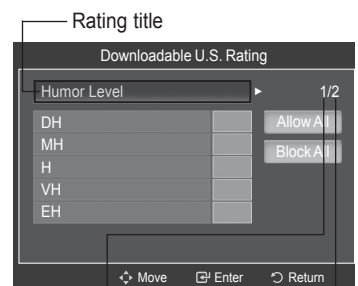 Rating title
Downloadable U.S. Rating
Humor Level ► 1/2
DH Allow All
MH Block All
H
VH
EH
Move Enter Return